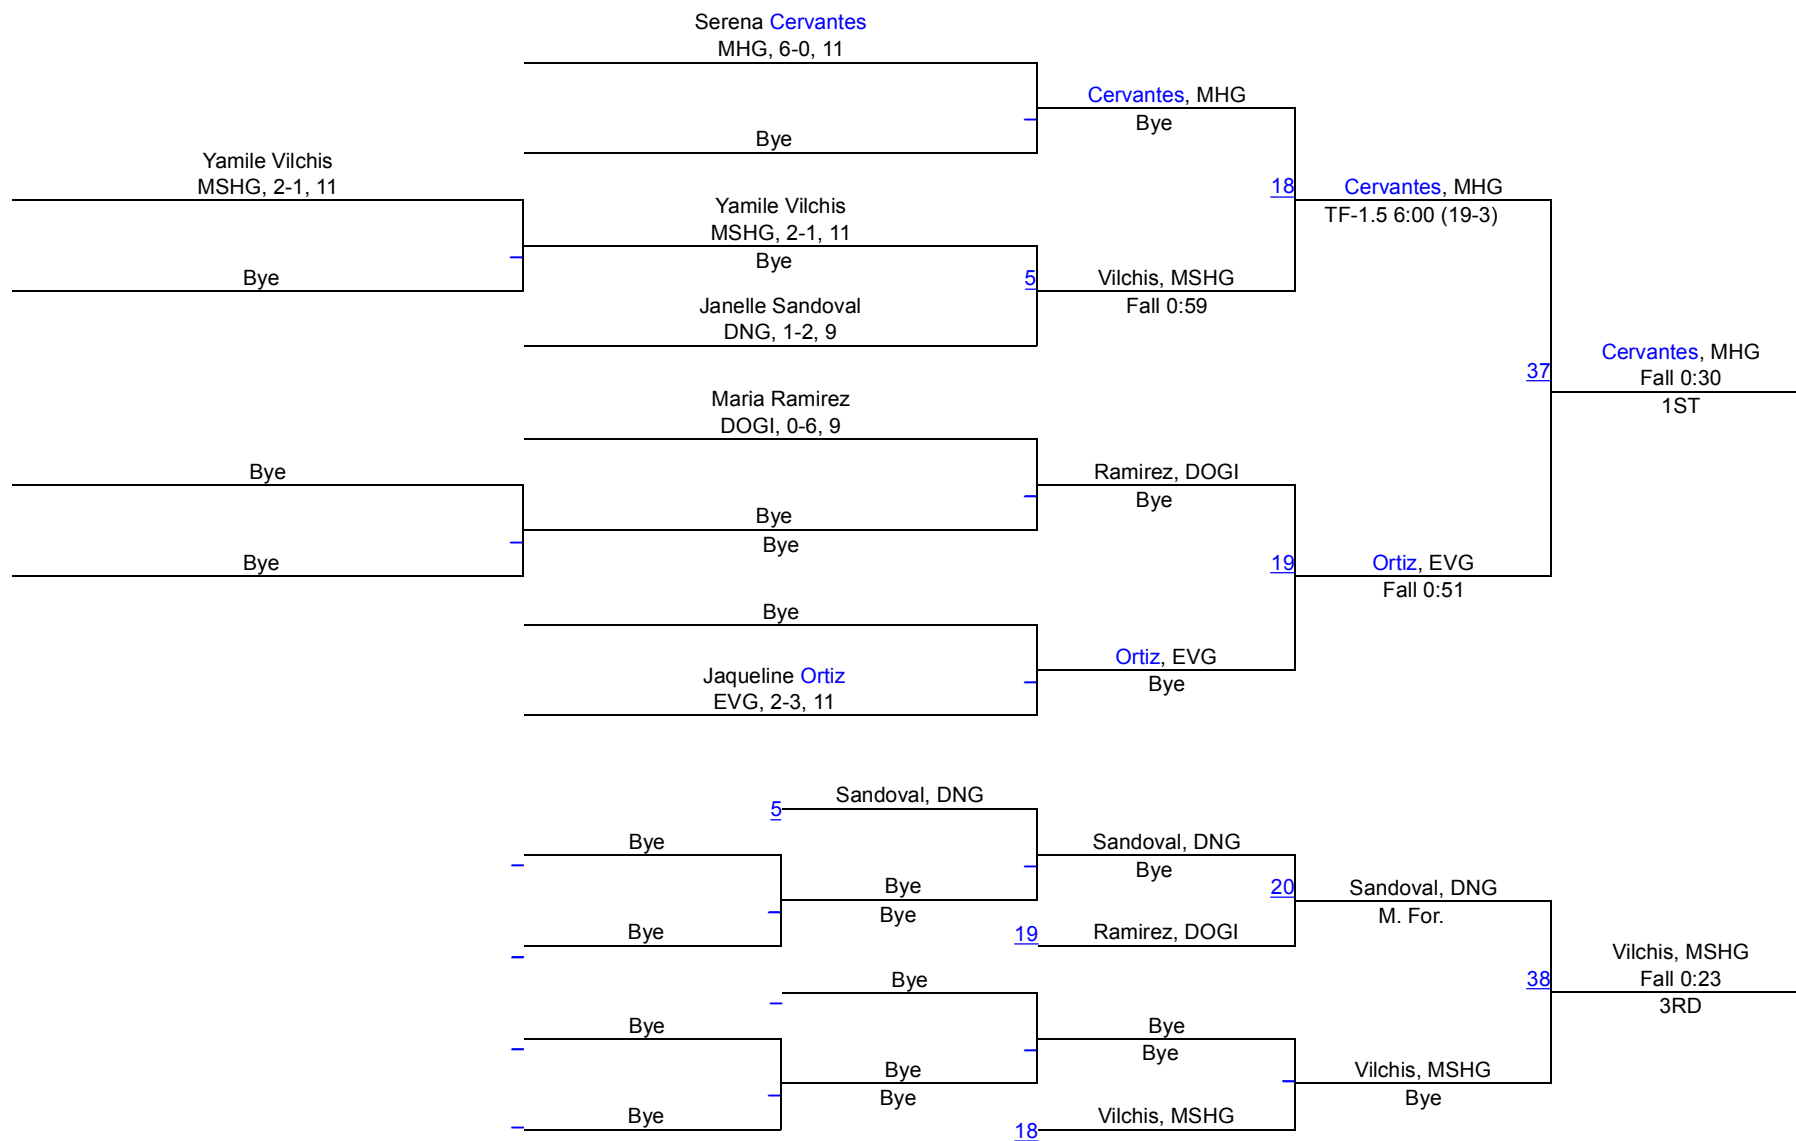 Serena Cervantes
MHG, 6-0, 11
Cervantes, MHG
Bye
Bye
Yamile Vilchis
MSHG, 2-1, 11
18
Cervantes, MHG
TF-1.5 6:00 (19-3)
Yamile Vilchis
MSHG, 2-1, 11
Bye
Bye
5
Vilchis, MSHG
Fall 0:59
Janelle Sandoval
DNG, 1-2, 9
37
Cervantes, MHG
Fall 0:30
1ST
Maria Ramirez
DOGI, 0-6, 9
Bye
Ramirez, DOGI
Bye
Bye
Bye
Bye
19
Ortiz, EVG
Fall 0:51
Bye
Ortiz, EVG
Bye
Jaqueline Ortiz
EVG, 2-3, 11
5
Sandoval, DNG
Bye
Sandoval, DNG
Bye
Bye
Bye
20
Sandoval, DNG
M. For.
Bye
19
Ramirez, DOGI
Bye
38
Vilchis, MSHG
Fall 0:23
3RD
Bye
Bye
Bye
Bye
Bye
Vilchis, MSHG
Bye
Bye
18
Vilchis, MSHG